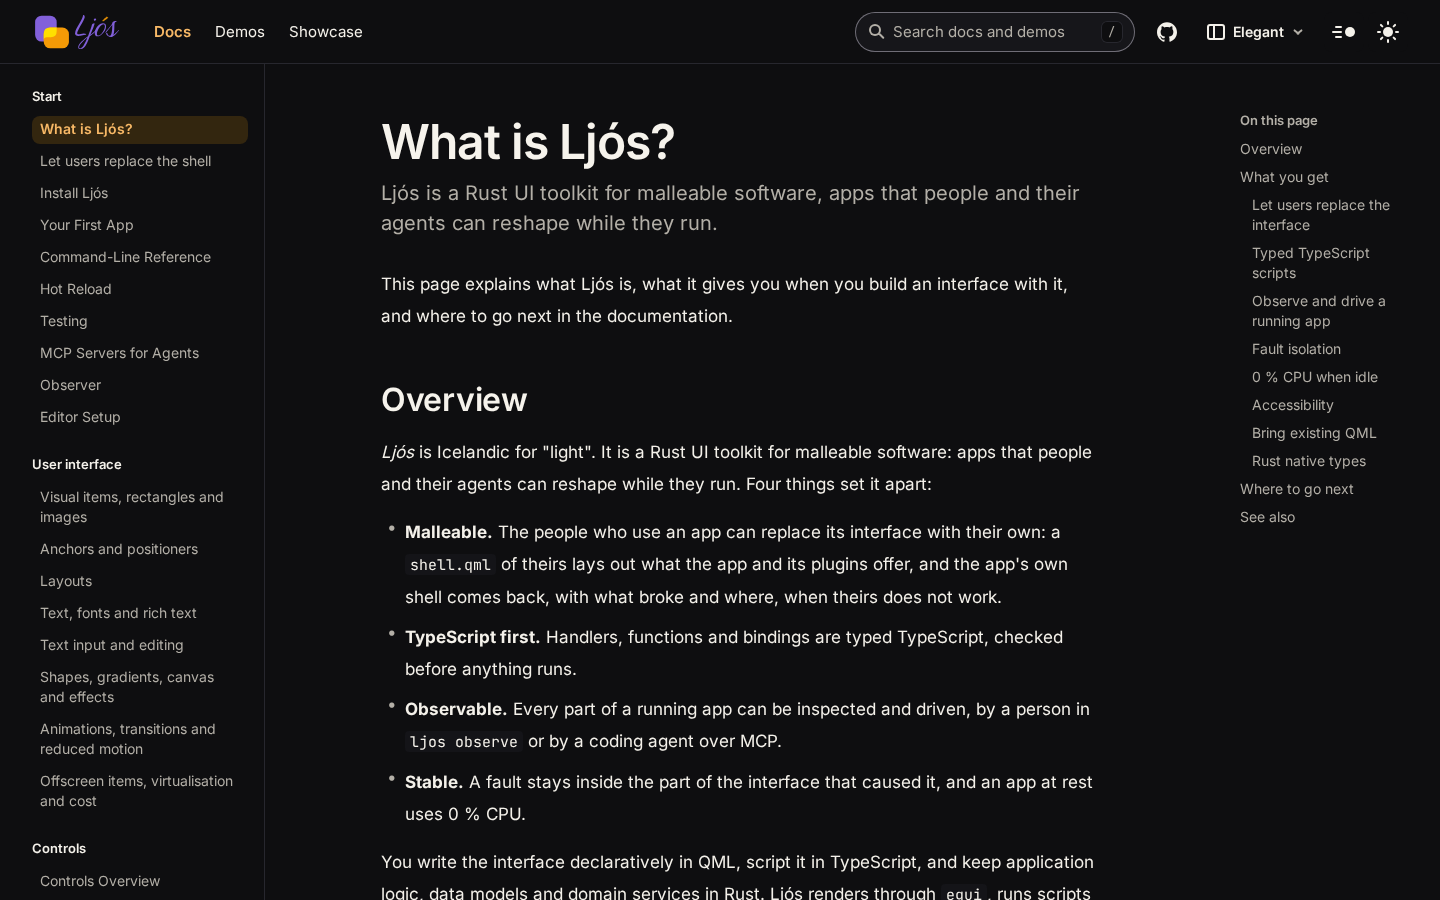 Ljós
Docs
Demos
Showcase
Search docs and demos
/
Elegant
Start
What is Ljós?
Let users replace the shell
Install Ljós
Your First App
Command-Line Reference
Hot Reload
Testing
MCP Servers for Agents
Observer
Editor Setup
User interface
Visual items, rectangles and
images
Anchors and positioners
Layouts
Text, fonts and rich text
Text input and editing
Shapes, gradients, canvas
and effects
Animations, transitions and
reduced motion
Offscreen items, virtualisation
and cost
Controls
Controls Overview
What is Ljós?
Ljós is a Rust UI toolkit for malleable software, apps that people and their
agents can reshape while they run.
This page explains what Ljós is, what it gives you when you build an interface with it,
and where to go next in the documentation.
Overview
Ljós is Icelandic for "light". It is a Rust UI toolkit for malleable software: apps that people
and their agents can reshape while they run. Four things set it apart:
• Malleable. The people who use an app can replace its interface with their own: a
shell.qml of theirs lays out what the app and its plugins offer, and the app's own
shell comes back, with what broke and where, when theirs does not work.
• TypeScript first. Handlers, functions and bindings are typed TypeScript, checked
before anything runs.
• Observable. Every part of a running app can be inspected and driven, by a person in
ljos observe or by a coding agent over MCP.
• Stable. A fault stays inside the part of the interface that caused it, and an app at rest
uses 0 % CPU.
You write the interface declaratively in QML, script it in TypeScript, and keep application
logic, data models and domain services in Rust. Ljós renders through egui, runs scripts
On this page
Overview
What you get
Let users replace the
interface
Typed TypeScript
scripts
Observe and drive a
running app
Fault isolation
0 % CPU when idle
Accessibility
Bring existing QML
Rust native types
Where to go next
See also